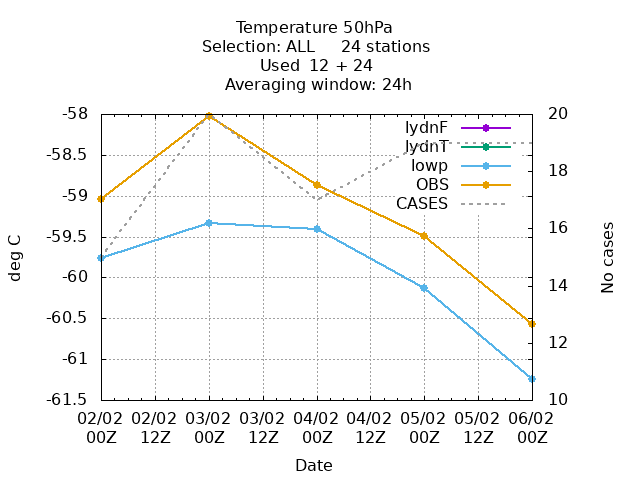 Temperature 50hPa
Selection: ALL 24 stations
Used 12 + 24
Averaging window: 24h
-58
-58.5
-59
-59.5
-60
-60.5
-61
-61.5
deg C
20
18
16
14
12
10
No cases
lydnF
lydnT
lowp
OBS
CASES
02/02 02/02 03/02 03/02 04/02 04/02 05/02 05/02 06/02
00Z 12Z 00Z 12Z 00Z 12Z 00Z 12Z 00Z
Date